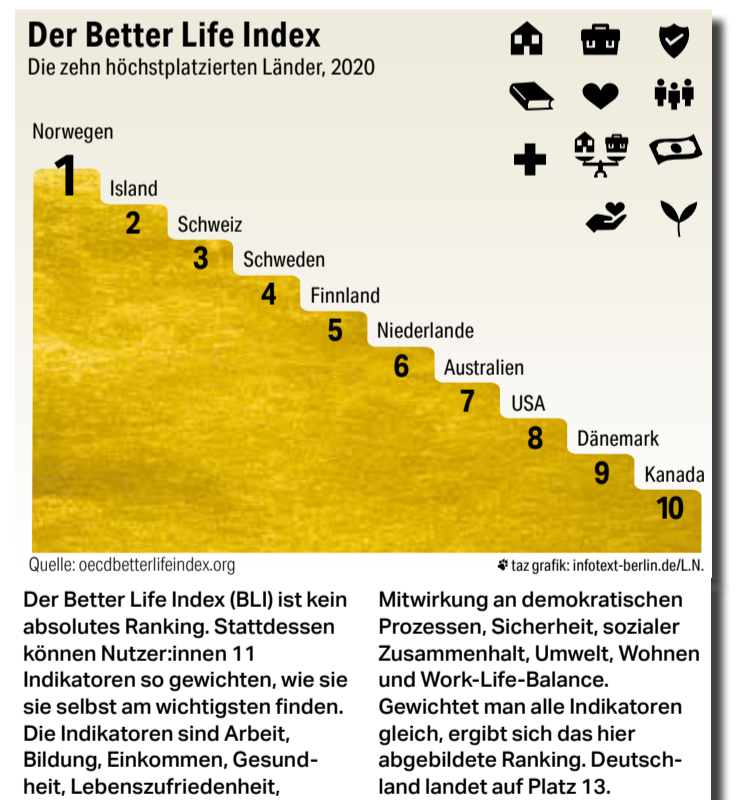 Der Better Life Index
Die zehn höchstplatzierten Länder, 2020
Norwegen
1
Island
2
Schweiz
3
Schweden
4
Finnland
5
Niederlande
6
Australien
7
USA
8
Dänemark
9
Kanada
10
Quelle: oecdbetterlifeindex.org
taz grafik: infotext-berlin.de/L.N.
Der Better Life Index (BLI) ist kein
absolutes Ranking. Stattdessen
können Nutzer:innen 11
Indikatoren so gewichten, wie sie
sie selbst am wichtigsten finden.
Die Indikatoren sind Arbeit,
Bildung, Einkommen, Gesund-
heit, Lebenszufriedenheit,
Mitwirkung an demokratischen
Prozessen, Sicherheit, sozialer
Zusammenhalt, Umwelt, Wohnen
und Work-Life-Balance.
Gewichtet man alle Indikatoren
gleich, ergibt sich das hier
abgebildete Ranking. Deutsch-
land landet auf Platz 13.